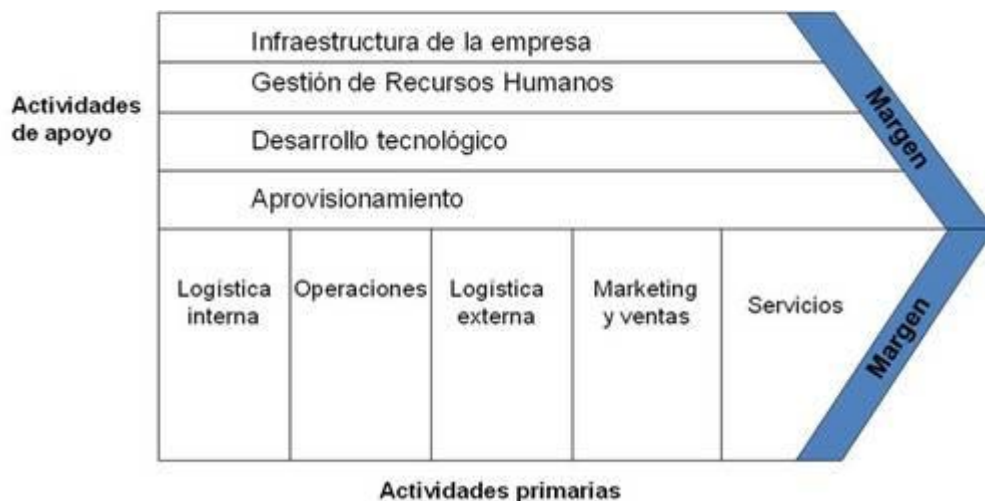 Infraestructura de la empresa
Gestión de Recursos Humanos
Actividades
de apoyo
Desarrollo tecnológico
Aprovisionamiento
Margen
Logística
interna
Operaciones
Logística
externa
Marketing
y ventas
Servicios
Margen
Actividades primarias